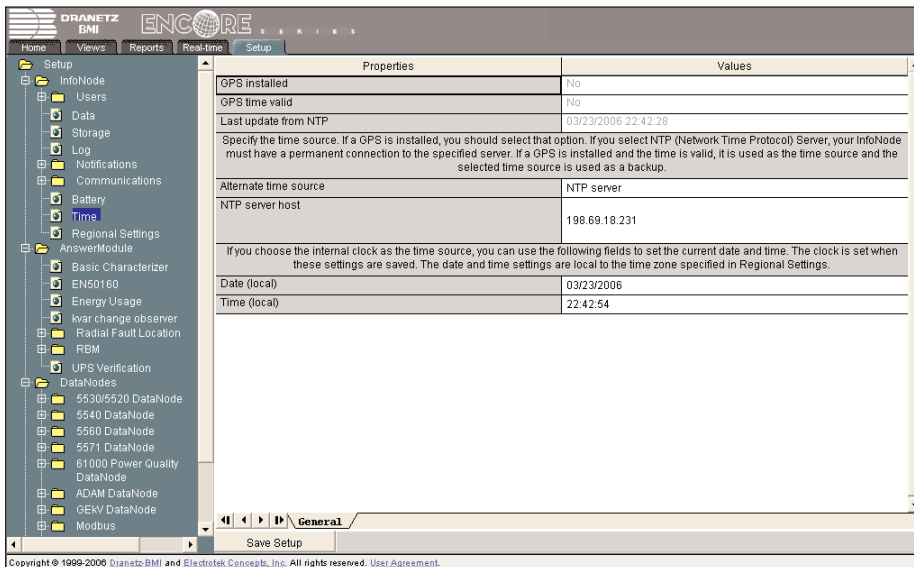 DRANETZ
BMI
ENCORE
SERIES
Home Views Reports Real-time Setup
Setup
InfoNode
Users
Data
Storage
Log
Notifications
Communications
Battery
Time
Regional Settings
AnswerModule
Basic Characterizer
EN50160
Energy Usage
kvar change observer
Radial Fault Location
RBM
UPS Verification
DataNodes
5530/5520 DataNode
5540 DataNode
5560 DataNode
5571 DataNode
61000 Power Quality
DataNode
ADAM DataNode
GEkV DataNode
Modbus
Properties Values
GPS installed No
GPS time valid No
Last update from NTP 03/23/2006 22:42:28
Specify the time source. If a GPS is installed, you should select that option. If you select NTP (Network Time Protocol) Server, your InfoNode
must have a permanent connection to the specified server. If a GPS is installed and the time is valid, it is used as the time source and the
selected time source is used as a backup.
Alternate time source NTP server
NTP server host 198.69.18.231
If you choose the internal clock as the time source, you can use the following fields to set the current date and time. The clock is set when
these settings are saved. The date and time settings are local to the time zone specified in Regional Settings.
Date (local) 03/23/2006
Time (local) 22:42:54
General
Save Setup
Copyright © 1999-2006 Dranetz-BMI and Electrotek Concepts, Inc. All rights reserved. User Agreement.